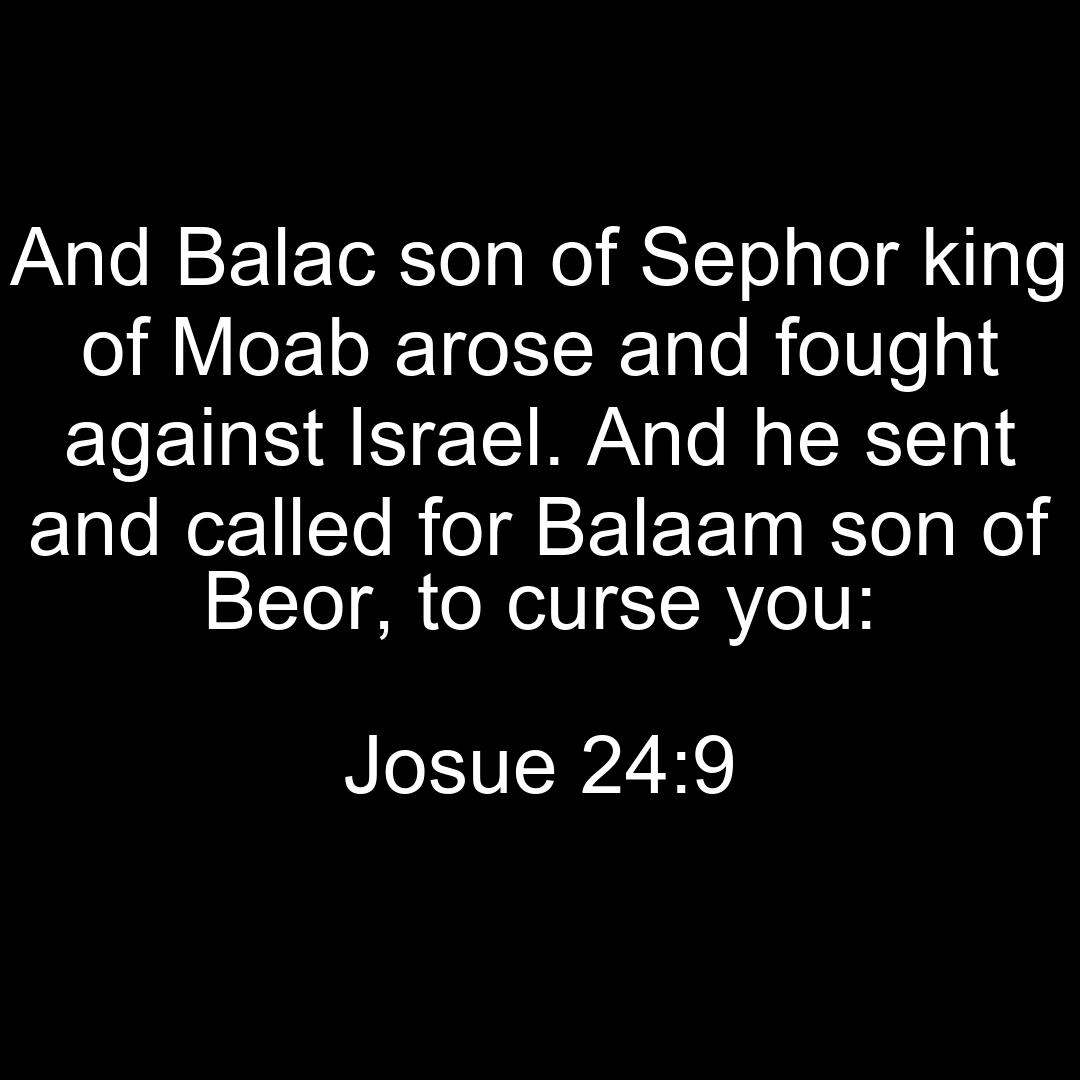 And Balac son of Sephor king
of Moab arose and fought
against Israel. And he sent
and called for Balaam son of
Beor, to curse you:
Josue 24:9